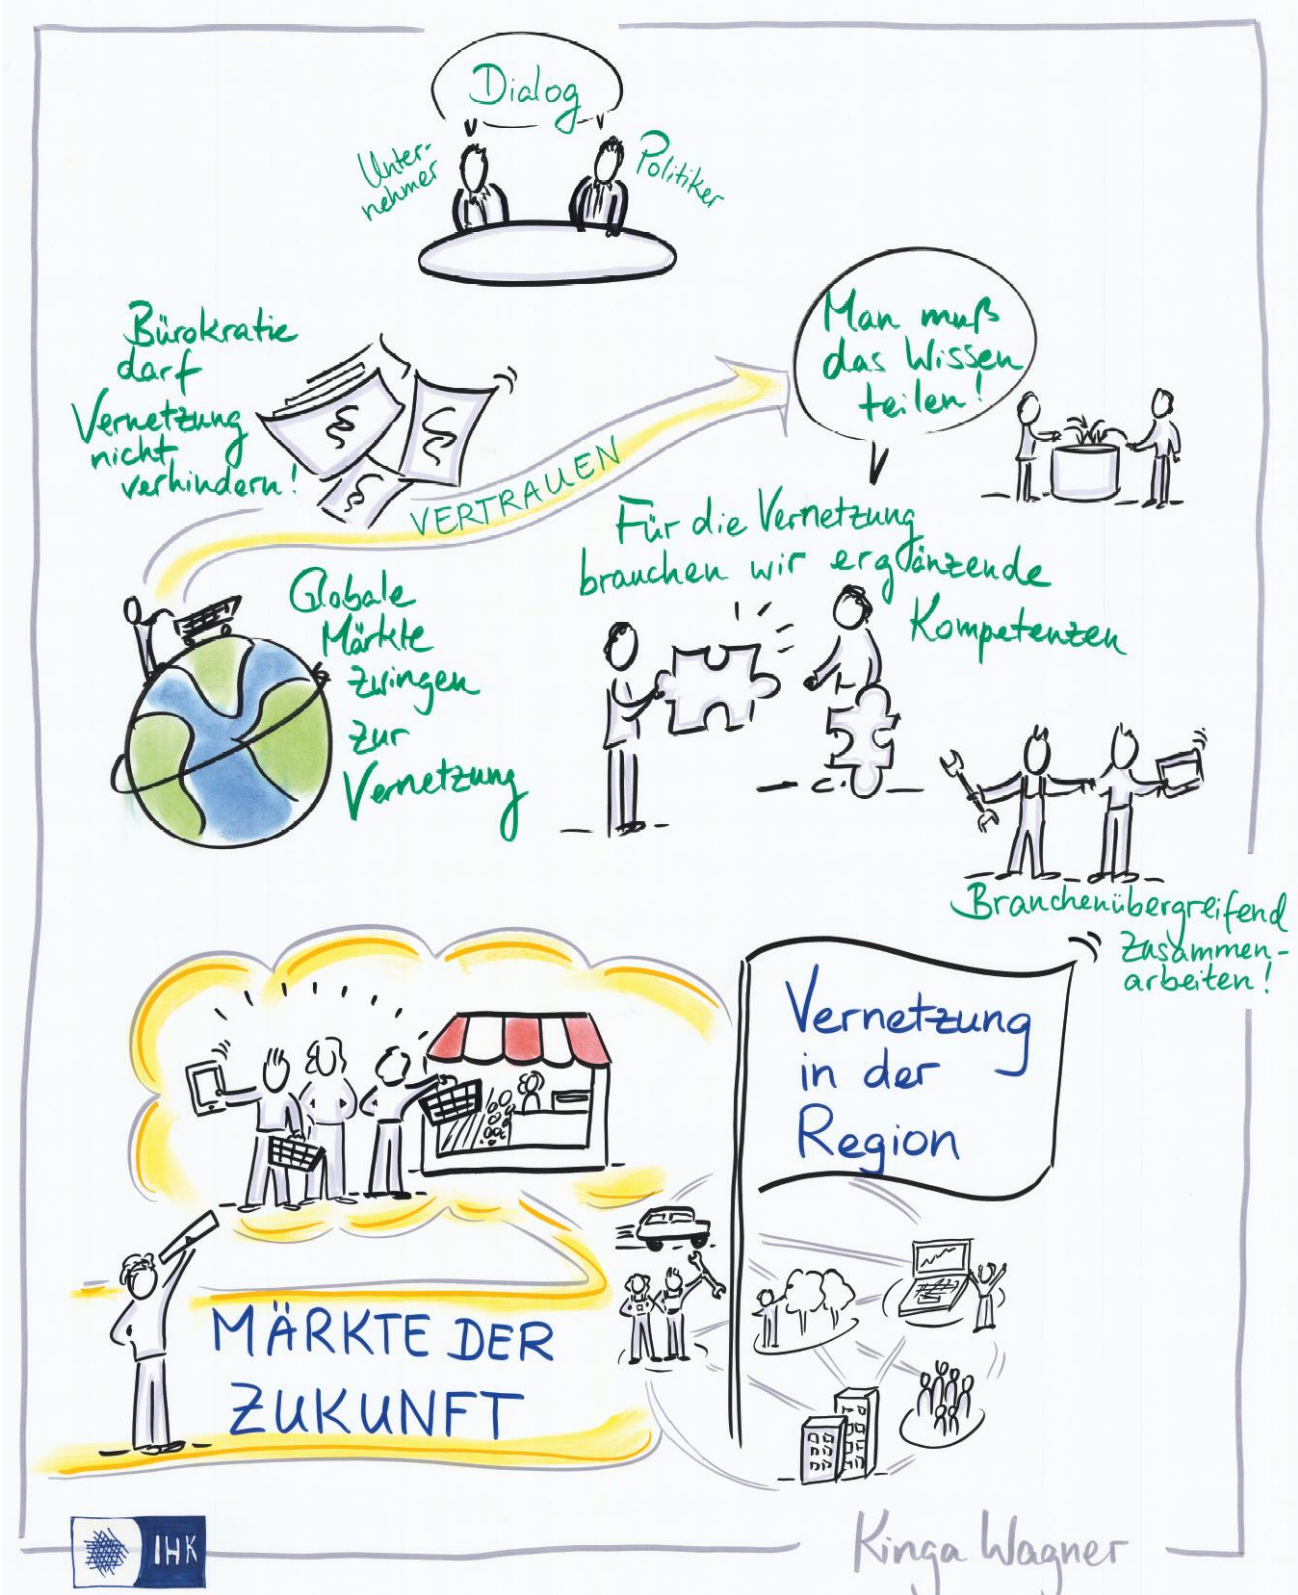 Dialog
Unter-
nehmer
Politiker
Bürokratie
darf
Vernetzung
nicht
verhindern!
Man muß
das Wissen
teilen!
VERTRAUEN
Für die Vernetzung
brauchen wir ergänzende
Kompetenzen
Globale
Märkte
zwingen
zur
Vernetzung
Branchenübergreifend
zusammen-
arbeiten!
Vernetzung
in der
Region
MÄRKTE DER
ZUKUNFT
IHK
Kinga Wagner